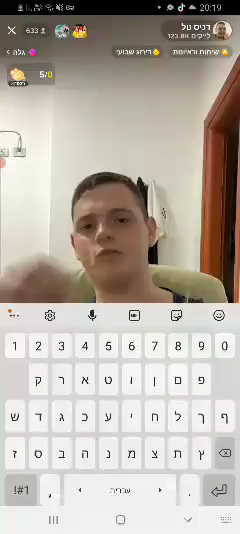 20:19
דניס טל
122.8K לייקים
633
שיחות וראיונות
דירוג שבועי
גלה >
5/0
1 2 3 4 5 6 7 8 9 0
ק ר א ט ו ן ם פ
ש ד ג כ ע י ח ל ך ף
ז ס ב ה נ מ צ ת ץ
!#1 , עברית .